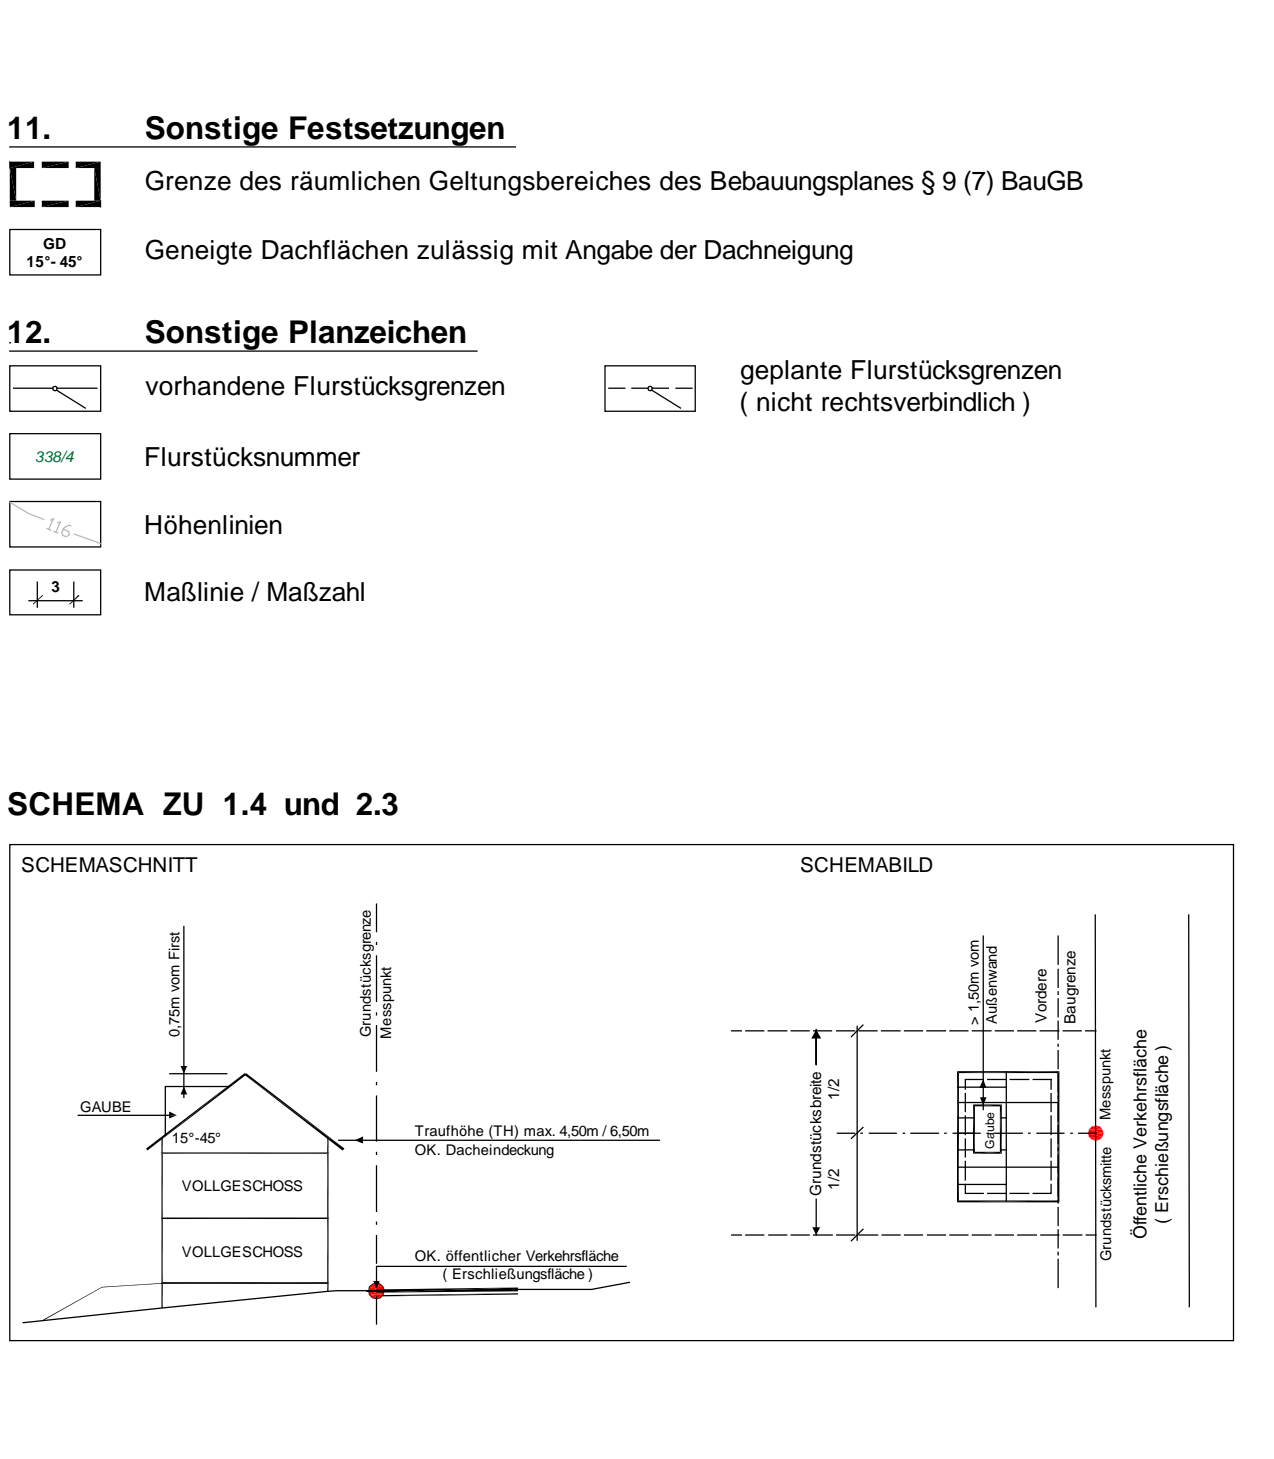 11. Sonstige Festsetzungen
Grenze des räumlichen Geltungsbereiches des Bebauungsplanes § 9 (7) BauGB
GD
15°- 45°
Geneigte Dachflächen zulässig mit Angabe der Dachneigung
12. Sonstige Planzeichen
vorhandene Flurstücksgrenzen
geplante Flurstücksgrenzen
( nicht rechtsverbindlich )
338/4
Flurstücksnummer
116
Höhenlinien
3
Maßlinie / Maßzahl
SCHEMA ZU 1.4 und 2.3
SCHEMASCHNITT
0,75m vom First
Grundstücksgrenze
Messpunkt
GAUBE
15°-45°
VOLLGESCHOSS
VOLLGESCHOSS
Traufhöhe (TH) max. 4,50m / 6,50m
OK. Dacheindeckung
OK. öffentlicher Verkehrsfläche
( Erschließungsfläche )
SCHEMABILD
> 1,50m vom
Außenwand
Vordere
Baugrenze
Grundstücksbreite
1/2
1/2
Gaube
Messpunkt
Grundstücksmitte
Öffentliche Verkehrsfläche
( Erschießungsfläche )